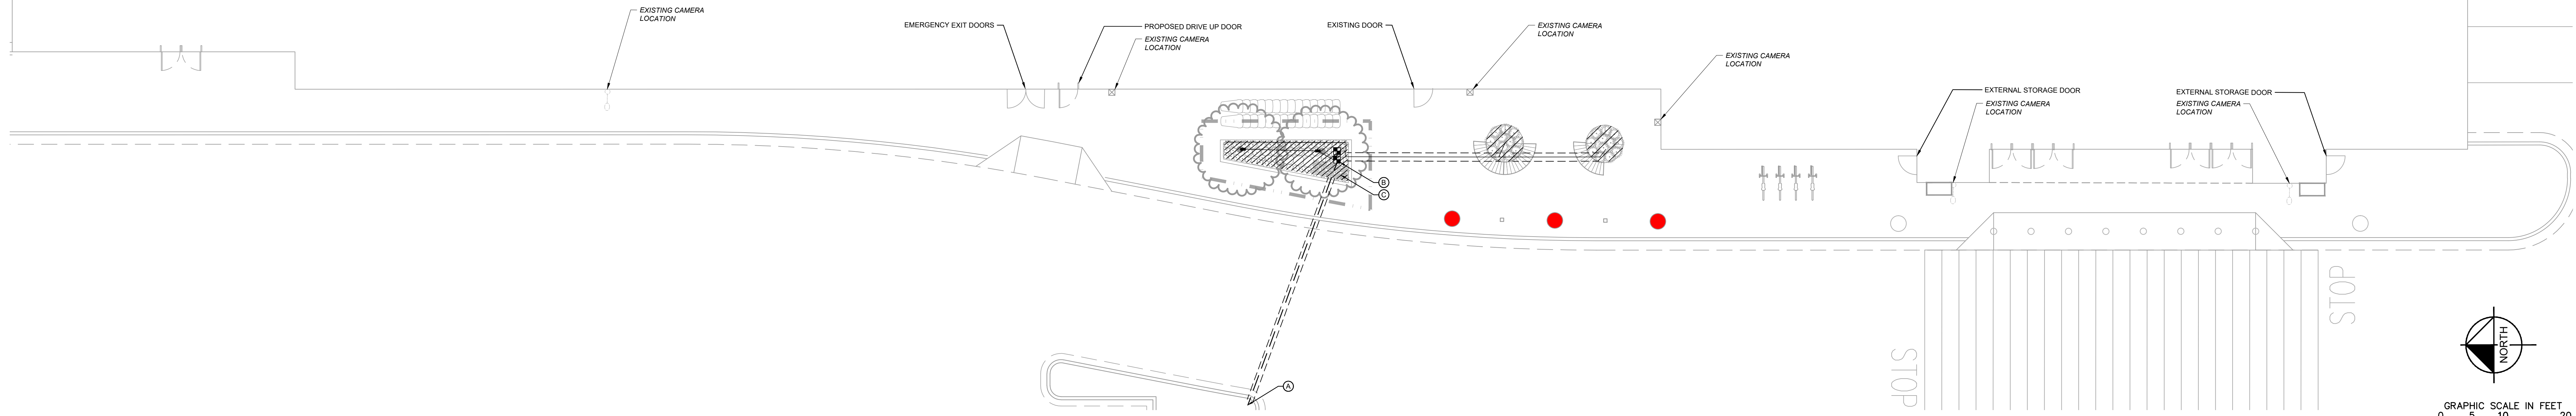 EXISTING CAMERA
LOCATION
EMERGENCY EXIT DOORS
PROPOSED DRIVE UP DOOR
EXISTING CAMERA
LOCATION
EXISTING DOOR
EXISTING CAMERA
LOCATION
EXISTING CAMERA
LOCATION
EXTERNAL STORAGE DOOR
EXISTING CAMERA
LOCATION
EXTERNAL STORAGE DOOR
EXISTING CAMERA
LOCATION
B
C
A
STOP
STOP
NORTH
GRAPHIC SCALE IN FEET
0 5 10 20